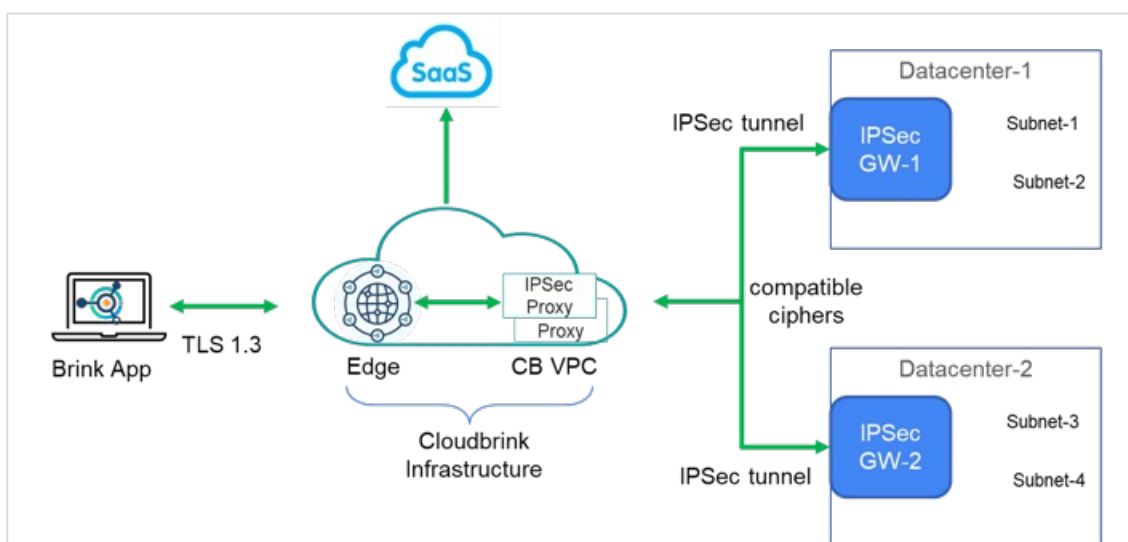 SaaS
Datacenter-1
IPSec tunnel
IPSec
GW-1
Subnet-1
Subnet-2
IPSec
Proxy
Proxy
compatible
ciphers
TLS 1.3
Brink App
Edge
CB VPC
Datacenter-2
Cloudbrink
Infrastructure
IPSec
GW-2
Subnet-3
IPSec tunnel
Subnet-4